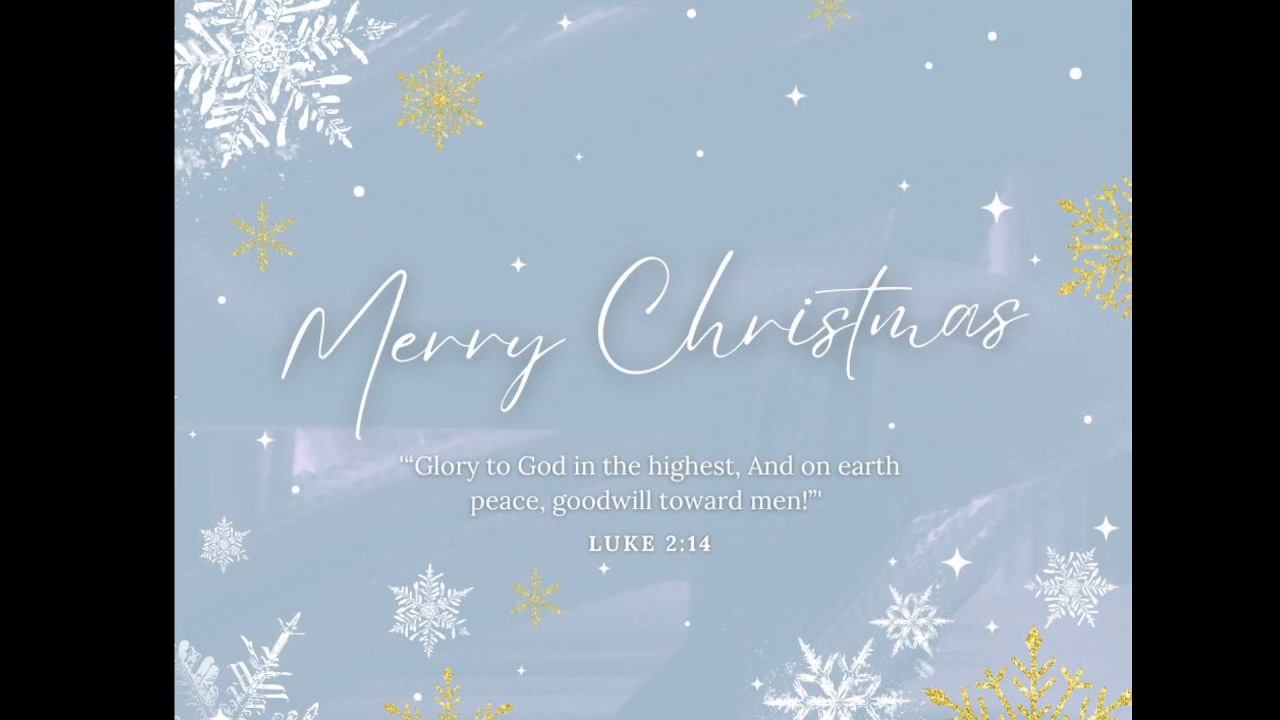 Merry Christmas
'“Glory to God in the highest, And on earth
peace, goodwill toward men!”'
LUKE 2:14